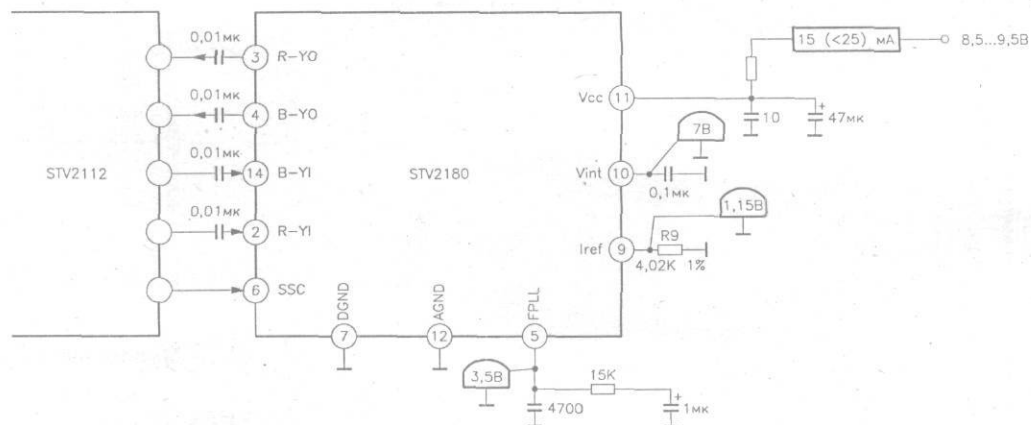 0,01мк
3 R-YO
15 (<25) мА
8,5...9,5В
0,01мк
Vcc 11
4 B-YO
10
47мк
0,01мк
7В
STV2112
14 B-YI
STV2180
Vint 10
0,1мк
0,01мк
1,15В
2 R-YI
Iref 9
R9
4,02К 1%
6 SSC
DGND
AGND
FPLL
7
12
5
3,5В
15К
4700
1мк